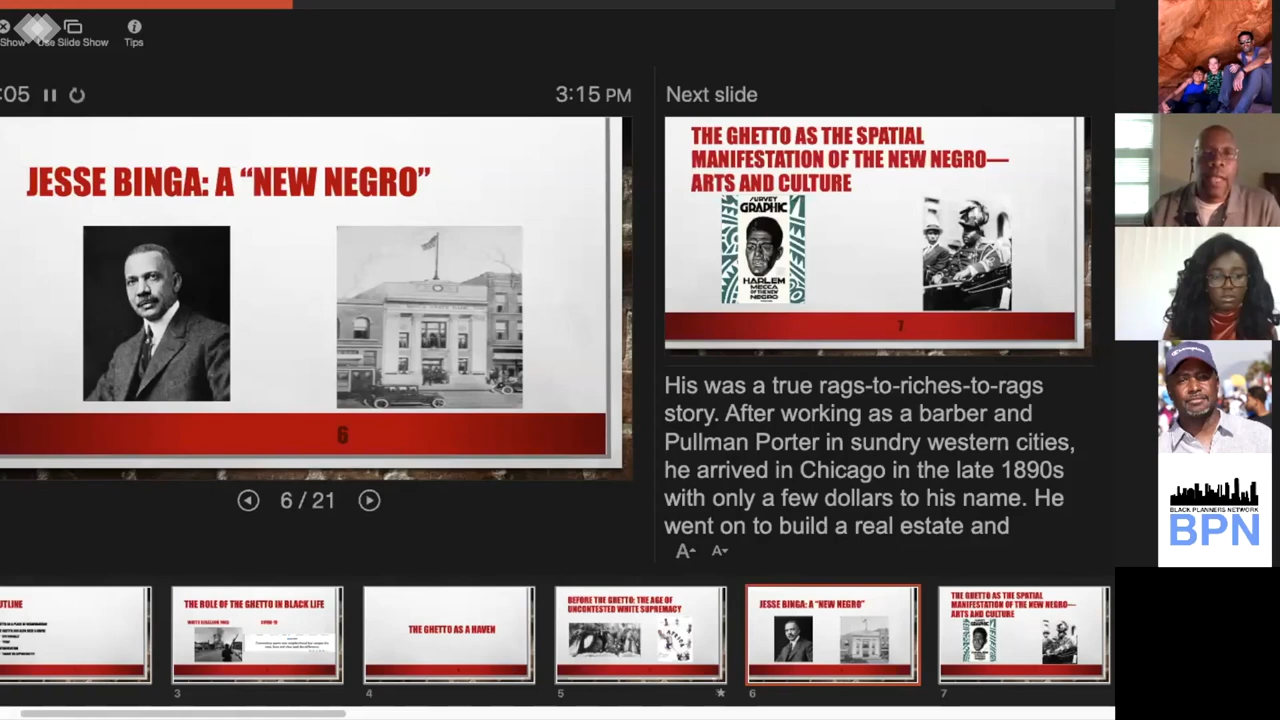 Show
Use Slide Show
Tips
:05
3:15 PM
Next slide
JESSE BINGA: A “NEW NEGRO”
6
THE GHETTO AS THE SPATIAL
MANIFESTATION OF THE NEW NEGRO—
ARTS AND CULTURE
SURVEY
GRAPHIC
HARLEM
MECCA
OF THE NEW
NEGRO
7
His was a true rags-to-riches-to-rags
story. After working as a barber and
Pullman Porter in sundry western cities,
he arrived in Chicago in the late 1890s
with only a few dollars to his name. He
went on to build a real estate and
A A
6 / 21
BLACK PLANNERS NETWORK
BPN
UTLINE
THE ROLE OF THE GHETTO IN BLACK LIFE
COVID-19
THE GHETTO AS A HAVEN
BEFORE THE GHETTO: THE AGE OF
UNCONTESTED WHITE SUPREMACY
JESSE BINGA: A “NEW NEGRO”
THE GHETTO AS THE SPATIAL
MANIFESTATION OF THE NEW NEGRO—
ARTS AND CULTURE
3
4
5
6
7